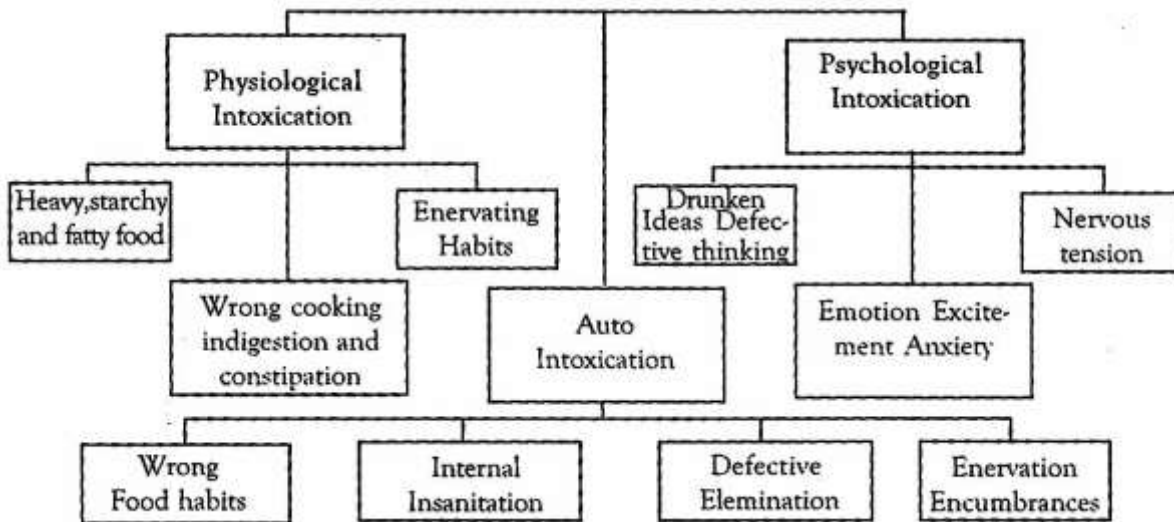 Physiological
Intoxication
Psychological
Intoxication
Heavy,starchy
and fatty food
Enervating
Habits
Drunken
Ideas Defec-
tive thinking
Nervous
tension
Wrong cooking
indigestion and
constipation
Auto
Intoxication
Emotion Excite-
ment Anxiety
Wrong
Food habits
Internal
Insanitation
Defective
Elemination
Enervation
Encumbrances